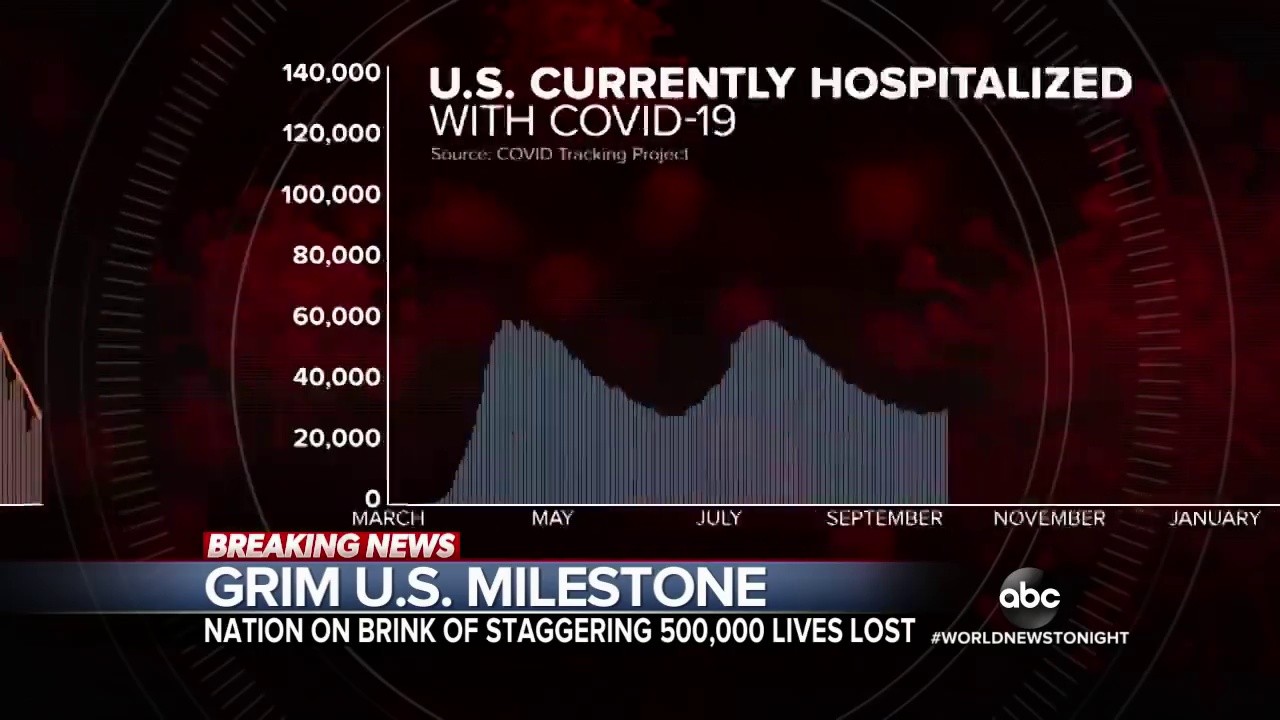 140,000
120,000
100,000
80,000
60,000
40,000
20,000
0
U.S. CURRENTLY HOSPITALIZED
WITH COVID-19
Source: COVID Tracking Project
MARCH MAY JULY SEPTEMBER NOVEMBER JANUARY
BREAKING NEWS
GRIM U.S. MILESTONE
NATION ON BRINK OF STAGGERING 500,000 LIVES LOST
abc
#WORLDNEWSTONIGHT